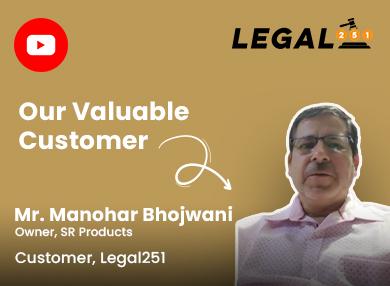 LEGAL 251
Our Valuable
Customer
Mr. Manohar Bhojwani
Owner, SR Products
Customer, Legal251